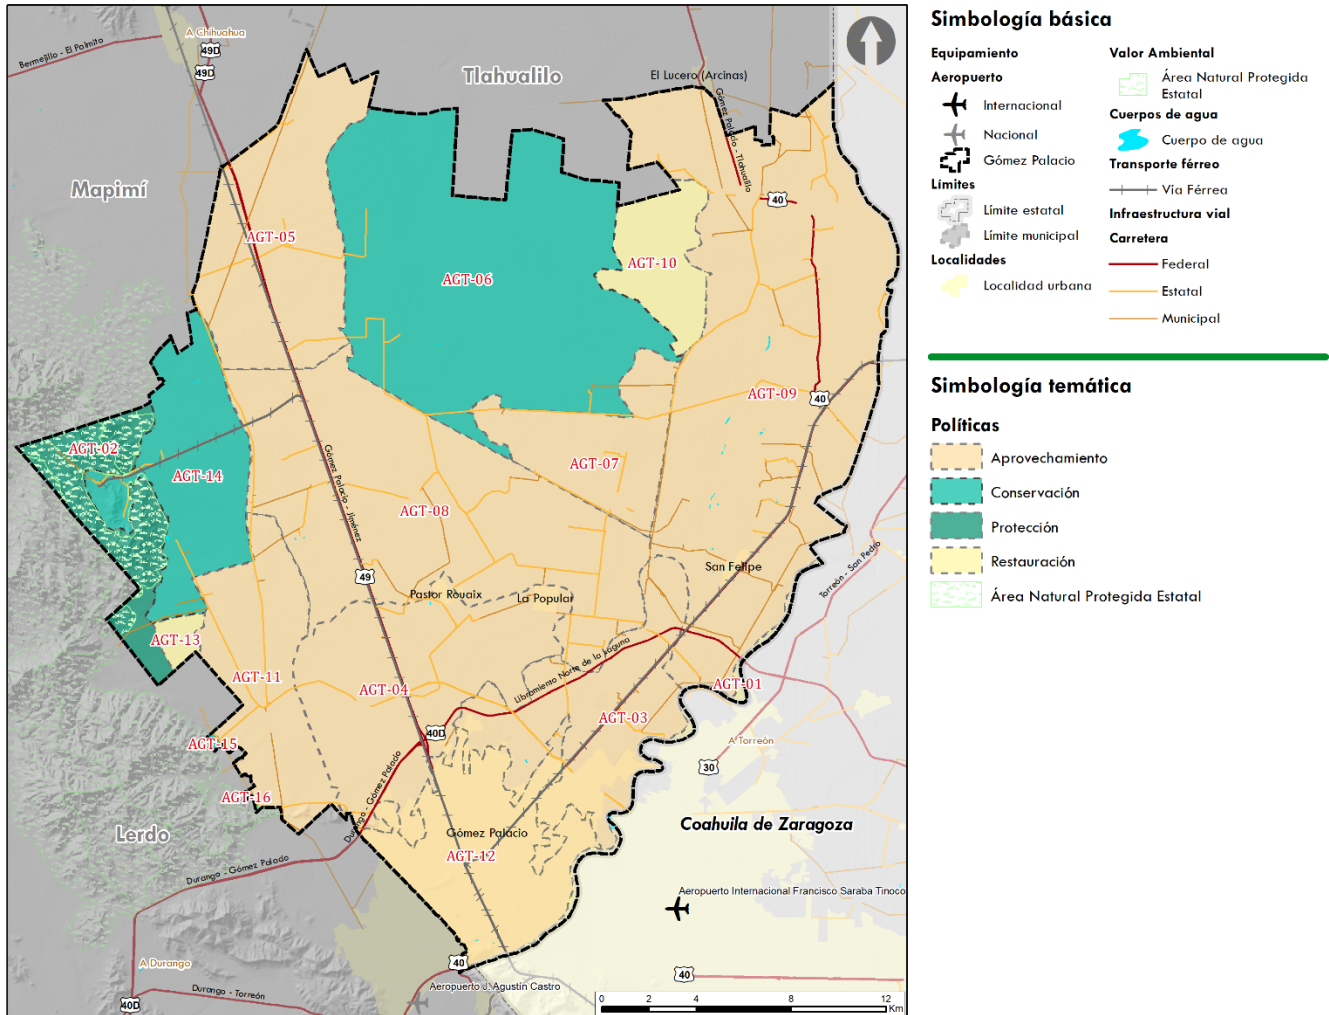 A Chihuahua
49D
49D
Bermejillo - El Palmito
Tlahualilo
El Lucero (Arcinas)
Gómez Palacio - Tlahualilo
Mapimí
40
AGT-05
AGT-06
AGT-10
AGT-09
40
AGT-02
AGT-14
AGT-07
AGT-08
Gómez Palacio - Jiménez
49
San Felipe
Torreón - San Pedro
Pastor Rouaix
La Popular
AGT-13
AGT-11
AGT-04
Libramiento Norte de la Laguna
AGT-01
AGT-03
40D
AGT-15
A Torreón
30
AGT-16
Durango - Gómez Palacio
Lerdo
Gómez Palacio
Coahuila de Zaragoza
AGT-12
Durango - Gómez Palacio
Aeropuerto Internacional Francisco Saraba Tinoco
A Durango
40
40
Aeropuerto J. Agustín Castro
Durango - Torreón
40D
0 2 4 8 12
Km
Simbología básica
Equipamiento
Aeropuerto
Internacional
Nacional
Gómez Palacio
Límites
Límite estatal
Límite municipal
Localidades
Localidad urbana
Valor Ambiental
Área Natural Protegida
Estatal
Cuerpos de agua
Cuerpo de agua
Transporte férreo
Vía Férrea
Infraestructura vial
Carretera
Federal
Estatal
Municipal
Simbología temática
Políticas
Aprovechamiento
Conservación
Protección
Restauración
Área Natural Protegida Estatal